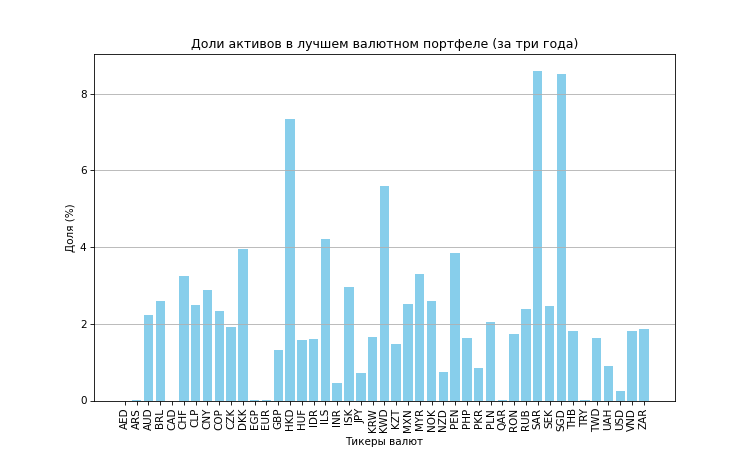 Доли активов в лучшем валютном портфеле (за три года)
Доля (%)
8
6
4
2
0
AED ARS AUD BRL CAD CHF CLP CNY COP CZK DKK EGP EUR GBP HKD HUF IDR ILS INR ISK JPY KRW KWD KZT MXN MYR NOK NZD PEN PHP PKR PLN QAR RON RUB SAR SEK SGD THB TRY TWD UAH USD VND ZAR
Тикеры валют